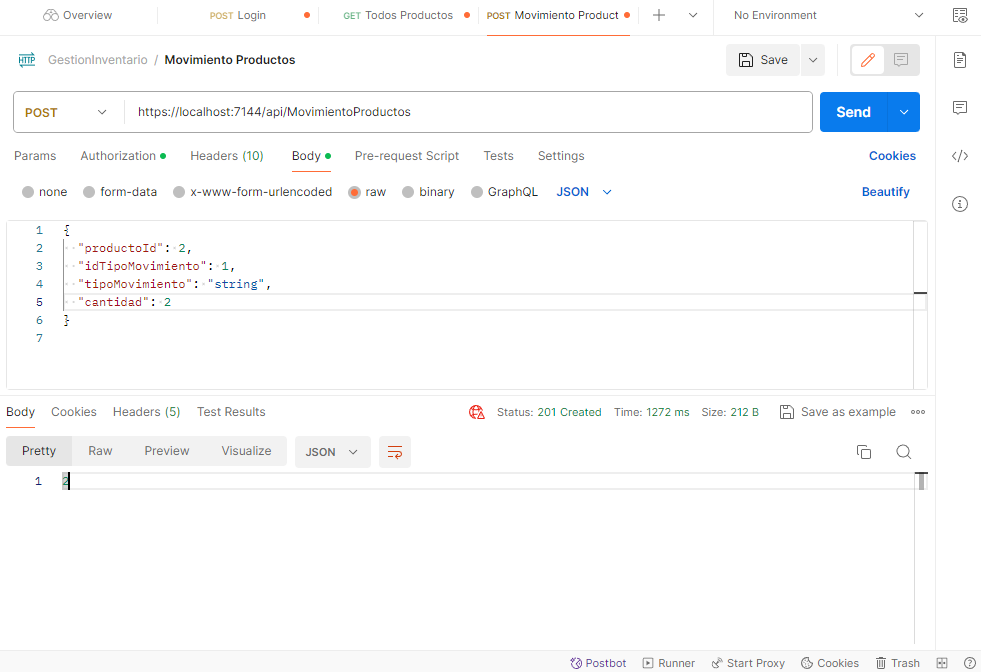 Overview
POST Login
GET Todos Productos
POST Movimiento Product
No Environment
HTTP GestionInventario / Movimiento Productos
Save
POST https://localhost:7144/api/MovimientoProductos Send
Params Authorization Headers (10) Body Pre-request Script Tests Settings Cookies
none form-data x-www-form-urlencoded raw binary GraphQL JSON Beautify
1 {
2 "productoId": 2,
3 "idTipoMovimiento": 1,
4 "tipoMovimiento": "string",
5 "cantidad": 2
6 }
7
Body Cookies Headers (5) Test Results Status: 201 Created Time: 1272 ms Size: 212 B Save as example
Pretty Raw Preview Visualize JSON
1 2
Postbot Runner Start Proxy Cookies Trash